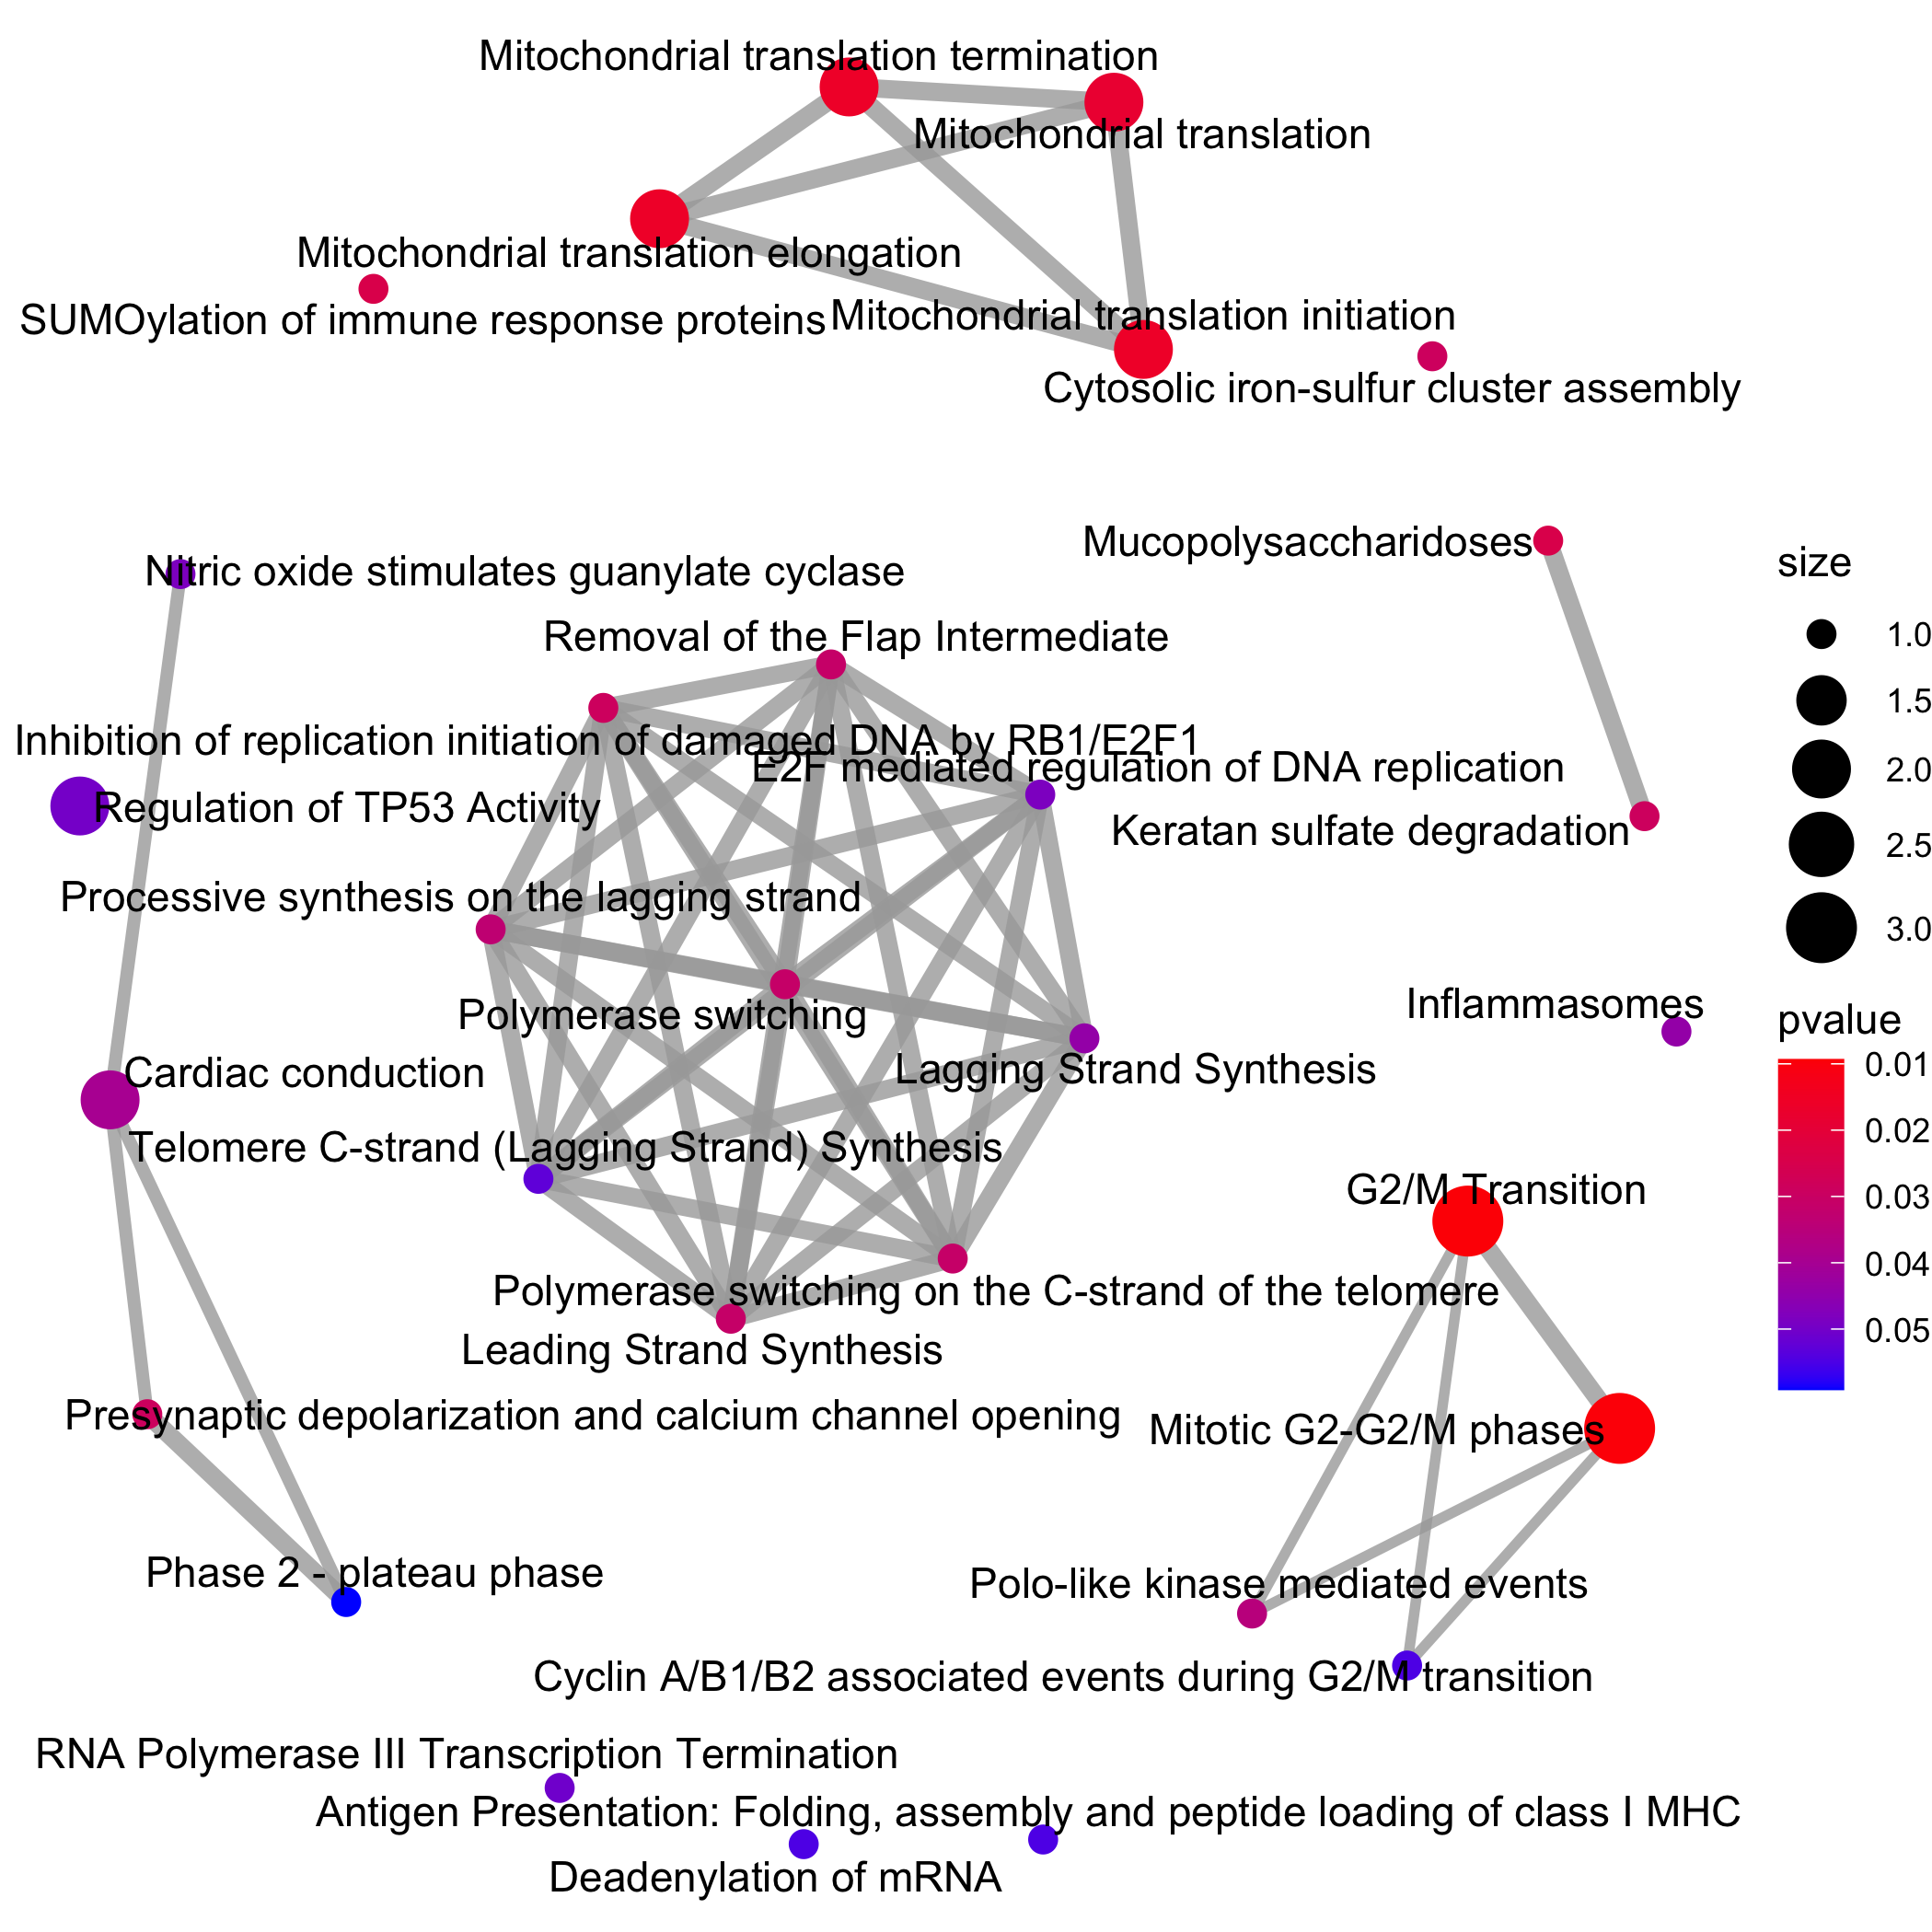 Mitochondrial translation termination
Mitochondrial translation
Mitochondrial translation elongation
SUMOylation of immune response proteins
Mitochondrial translation initiation
Cytosolic iron-sulfur cluster assembly
Mucopolysaccharidoses
Nitric oxide stimulates guanylate cyclase
Removal of the Flap Intermediate
Inhibition of replication initiation of damaged DNA by RB1/E2F1
E2F mediated regulation of DNA replication
Regulation of TP53 Activity
Keratan sulfate degradation
Processive synthesis on the lagging strand
Polymerase switching
Inflammasomes
Lagging Strand Synthesis
Cardiac conduction
Telomere C-strand (Lagging Strand) Synthesis
G2/M Transition
Polymerase switching on the C-strand of the telomere
Leading Strand Synthesis
Presynaptic depolarization and calcium channel opening
Mitotic G2-G2/M phases
Phase 2 - plateau phase
Polo-like kinase mediated events
Cyclin A/B1/B2 associated events during G2/M transition
RNA Polymerase III Transcription Termination
Antigen Presentation: Folding, assembly and peptide loading of class I MHC
Deadenylation of mRNA
size
1.0
1.5
2.0
2.5
3.0
pvalue
0.01
0.02
0.03
0.04
0.05